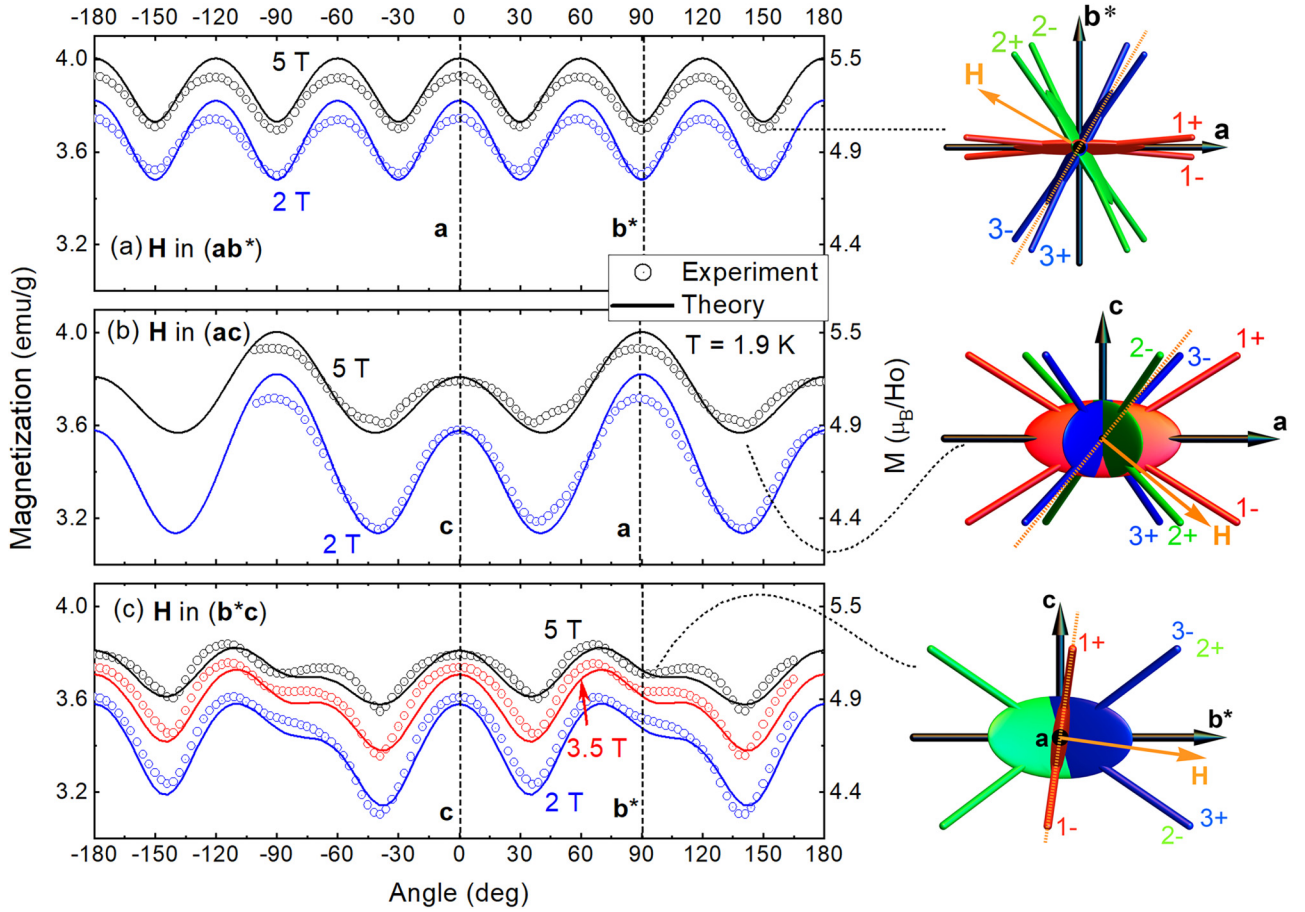 -180 -150 -120 -90 -60 -30 0 30 60 90 120 150 180
4.0
3.6
3.2
5 T
2 T
a
b*
5.5
4.9
4.4
(a) H in (ab*)
b*
2+
2-
3+
3-
H
1+
a
1-
3-
3+
Experiment
Theory
Magnetization (emu/g)
M (μB/Ho)
4.0
3.6
3.2
(b) H in (ac)
T = 1.9 K
5 T
2 T
c
a
5.5
4.9
4.4
c
2-
3-
1+
a
1-
3+
2+
H
4.0
3.6
3.2
(c) H in (b*c)
5 T
3.5 T
2 T
c
b*
5.5
4.9
4.4
c
1+
3-
2+
b*
a
H
1-
3+
2-
-180 -150 -120 -90 -60 -30 0 30 60 90 120 150 180
Angle (deg)